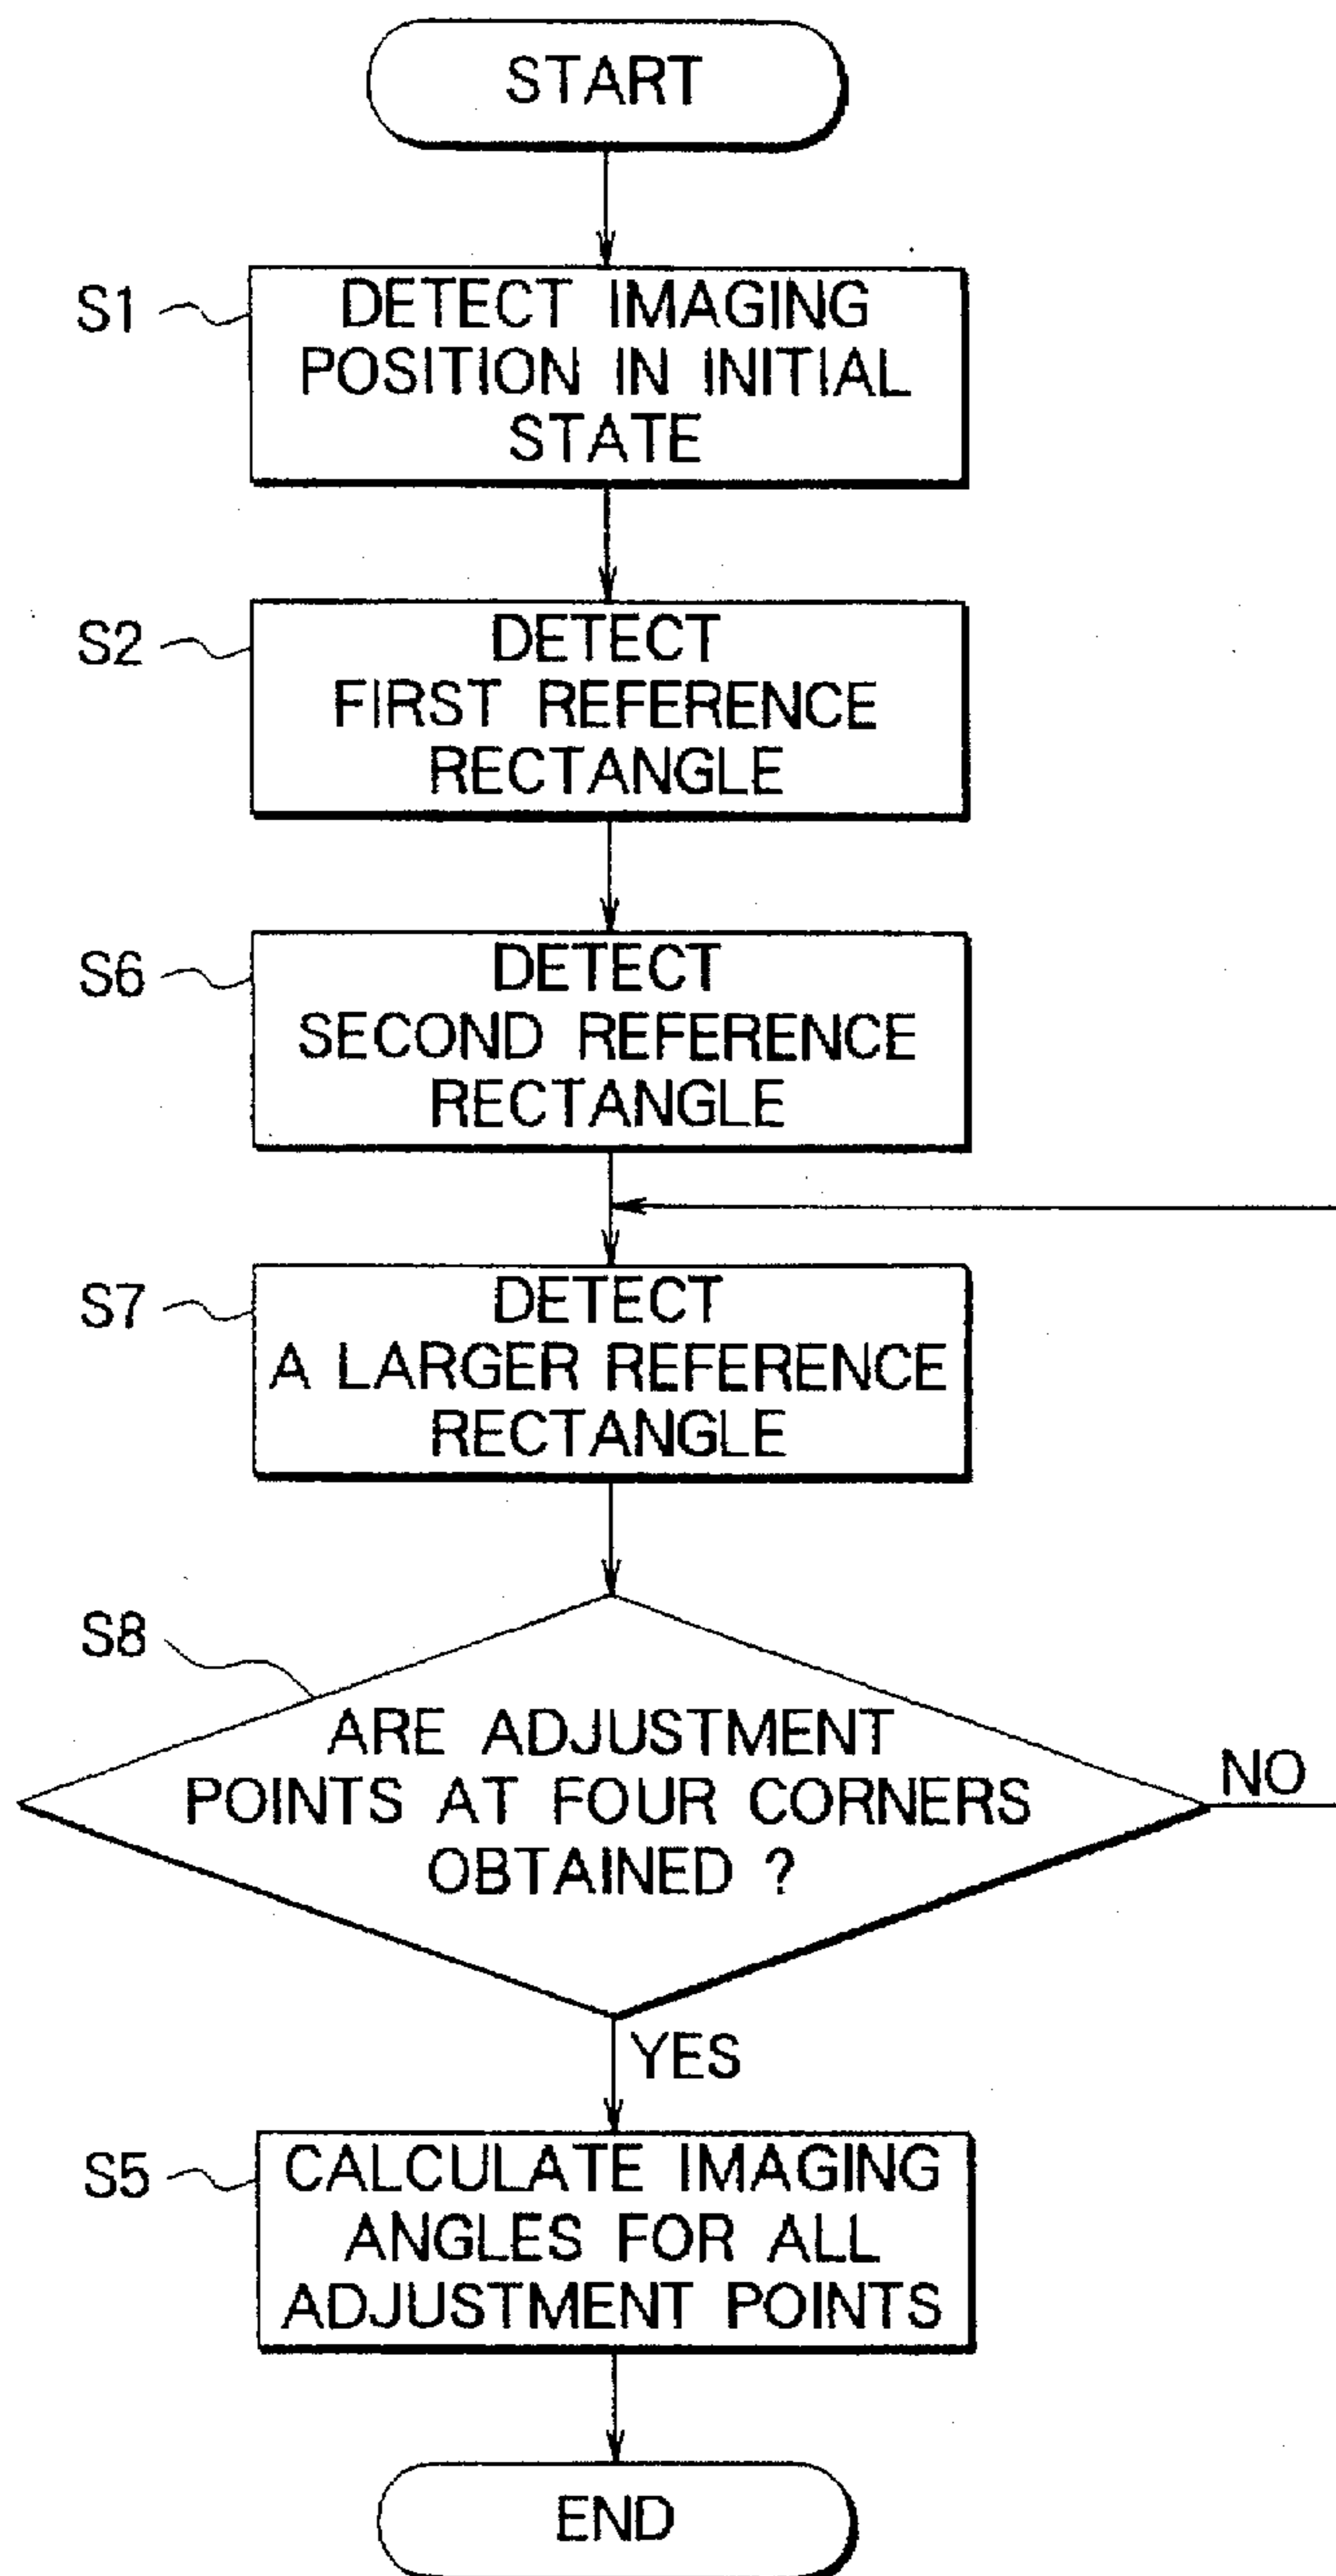 START
S1
DETECT IMAGING
POSITION IN INITIAL
STATE
S2
DETECT
FIRST REFERENCE
RECTANGLE
S6
DETECT
SECOND REFERENCE
RECTANGLE
S7
DETECT
A LARGER REFERENCE
RECTANGLE
S8
ARE ADJUSTMENT
POINTS AT FOUR CORNERS
OBTAINED ?
NO
YES
S5
CALCULATE IMAGING
ANGLES FOR ALL
ADJUSTMENT POINTS
END